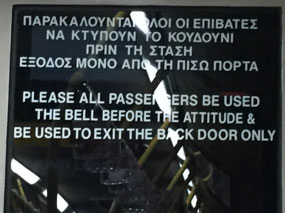 ΠΑΡΑΚΑΛΟΥΝΤΑΙ ΟΛΟΙ ΟΙ ΕΠΙΒΑΤΕΣ
ΝΑ ΚΤΥΠΟΥΝ ΤΟ ΚΟΥΔΟΥΝΙ
ΠΡΙΝ ΤΗ ΣΤΑΣΗ
ΕΞΟΔΟΣ ΜΟΝΟ ΑΠΟ ΤΗ ΠΙΣΩ ΠΟΡΤΑ
PLEASE ALL PASSENGERS BE USED
THE BELL BEFORE THE ATTITUDE &
BE USED TO EXIT THE BACK DOOR ONLY